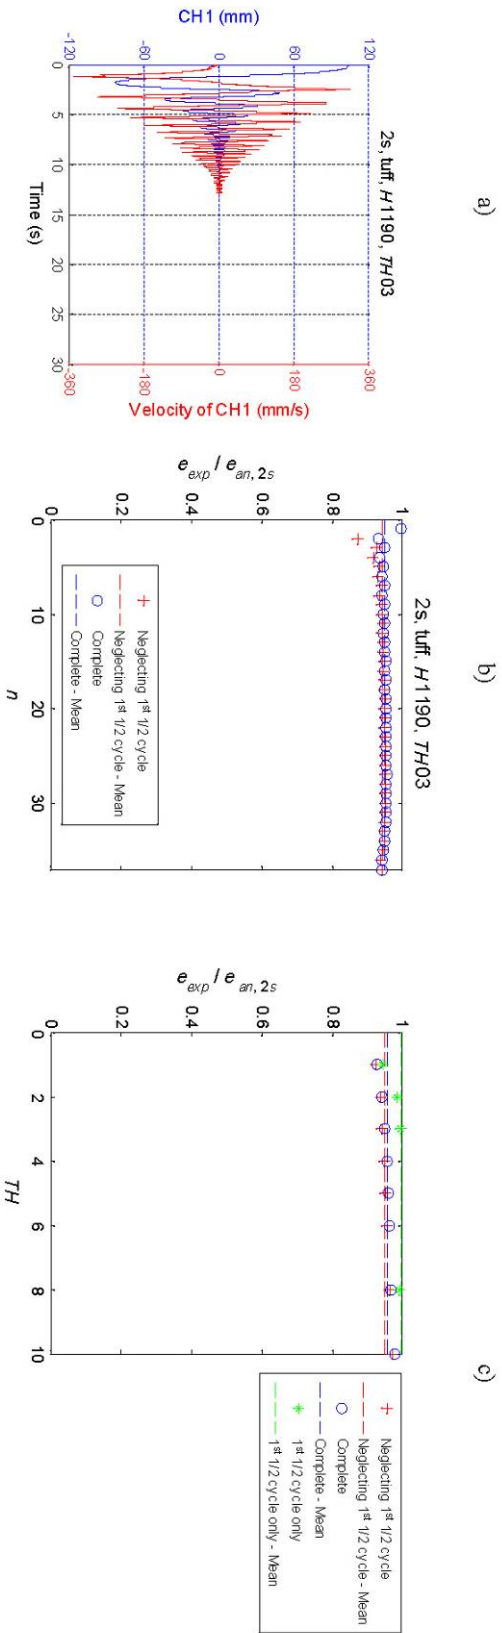 a)
2s, tuff, H1190, TH03
CH1 (mm)
120
60
0
-60
-120
0 5 10 15 20 25 30
Time (s)
360
180
0
-180
-360
Velocity of CH1 (mm/s)
b)
2s, tuff, H1190, TH03
e exp / e an, 2s
1
0.8
0.6
0.4
0.2
0
0 10 20 30
n
Neglecting 1st 1/2 cycle
Neglecting 1st 1/2 cycle - Mean
Complete
Complete - Mean
c)
e exp / e an, 2s
1
0.8
0.6
0.4
0.2
0
0 2 4 6 8 10
TH
Neglecting 1st 1/2 cycle
Neglecting 1st 1/2 cycle - Mean
Complete
Complete - Mean
1st 1/2 cycle only
1st 1/2 cycle only - Mean